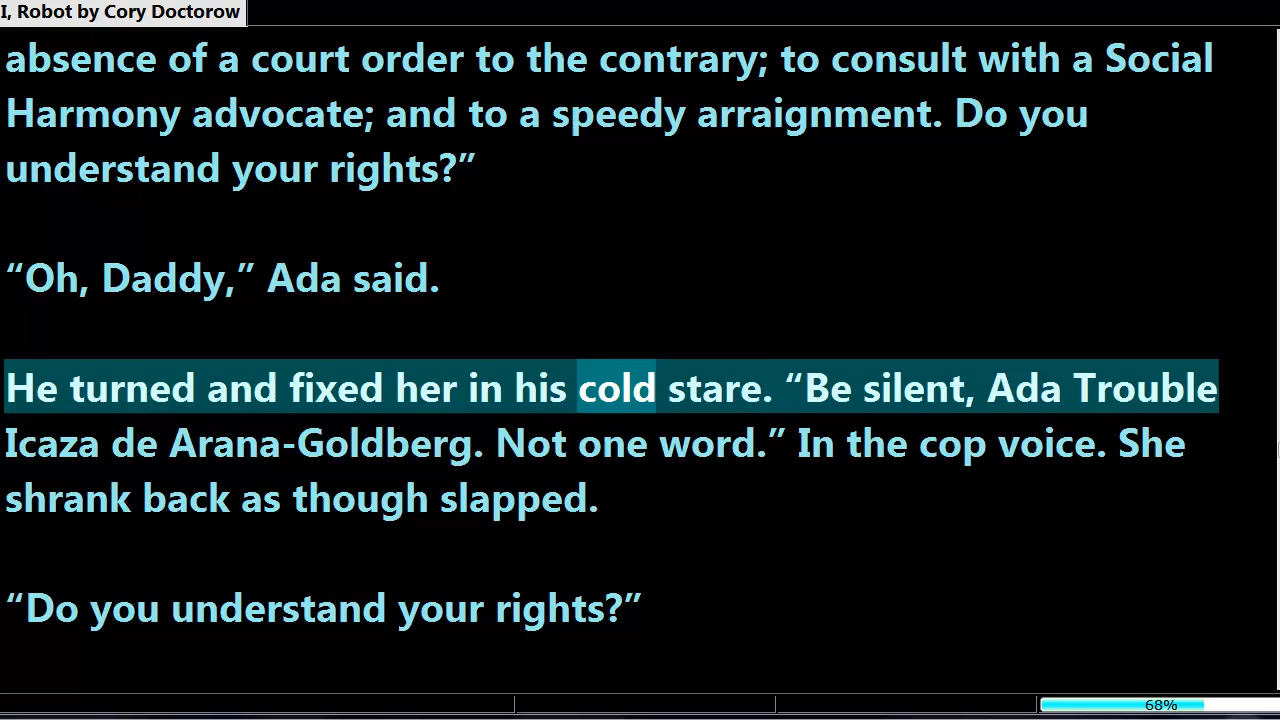 I, Robot by Cory Doctorow
absence of a court order to the contrary; to consult with a Social
Harmony advocate; and to a speedy arraignment. Do you
understand your rights?”
“Oh, Daddy,” Ada said.
He turned and fixed her in his cold stare. “Be silent, Ada Trouble
Icaza de Arana-Goldberg. Not one word.” In the cop voice. She
shrank back as though slapped.
“Do you understand your rights?”
68%